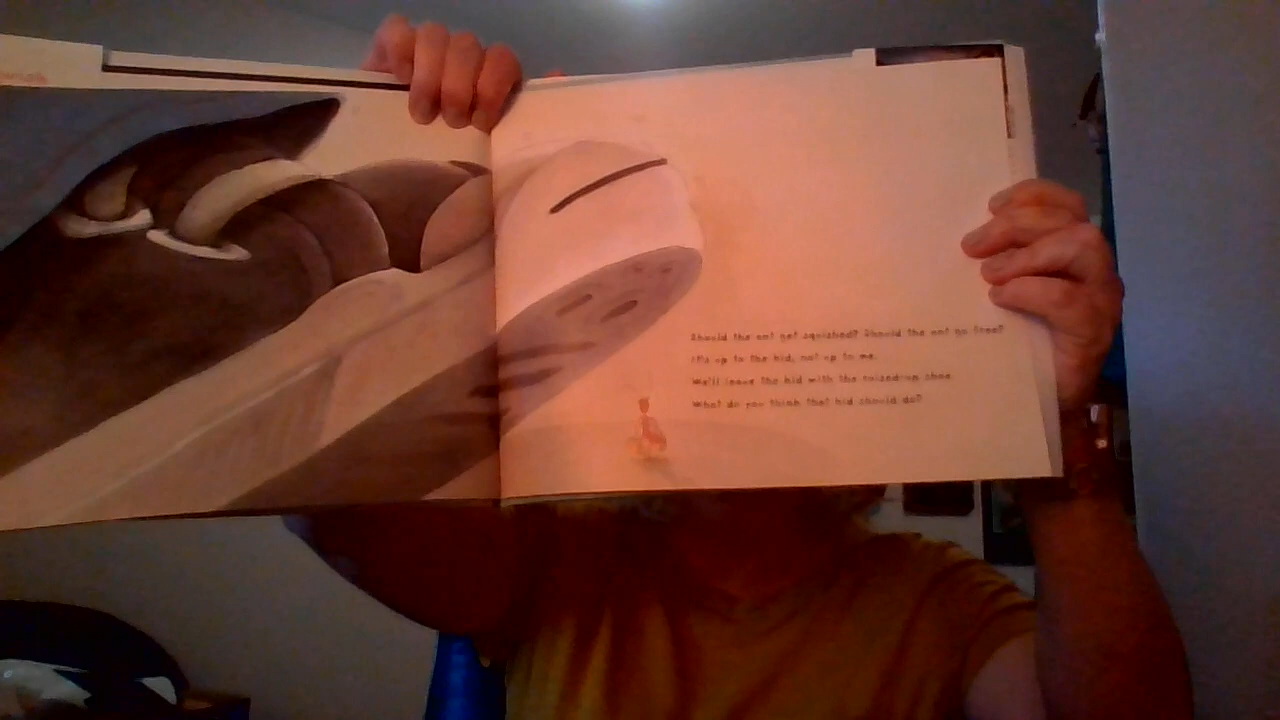 Should the ant get squished? Should the ant go free?
It's up to the kid, not up to me.
We'll leave the kid with the raised-up shoe.
What do you think that kid should do?